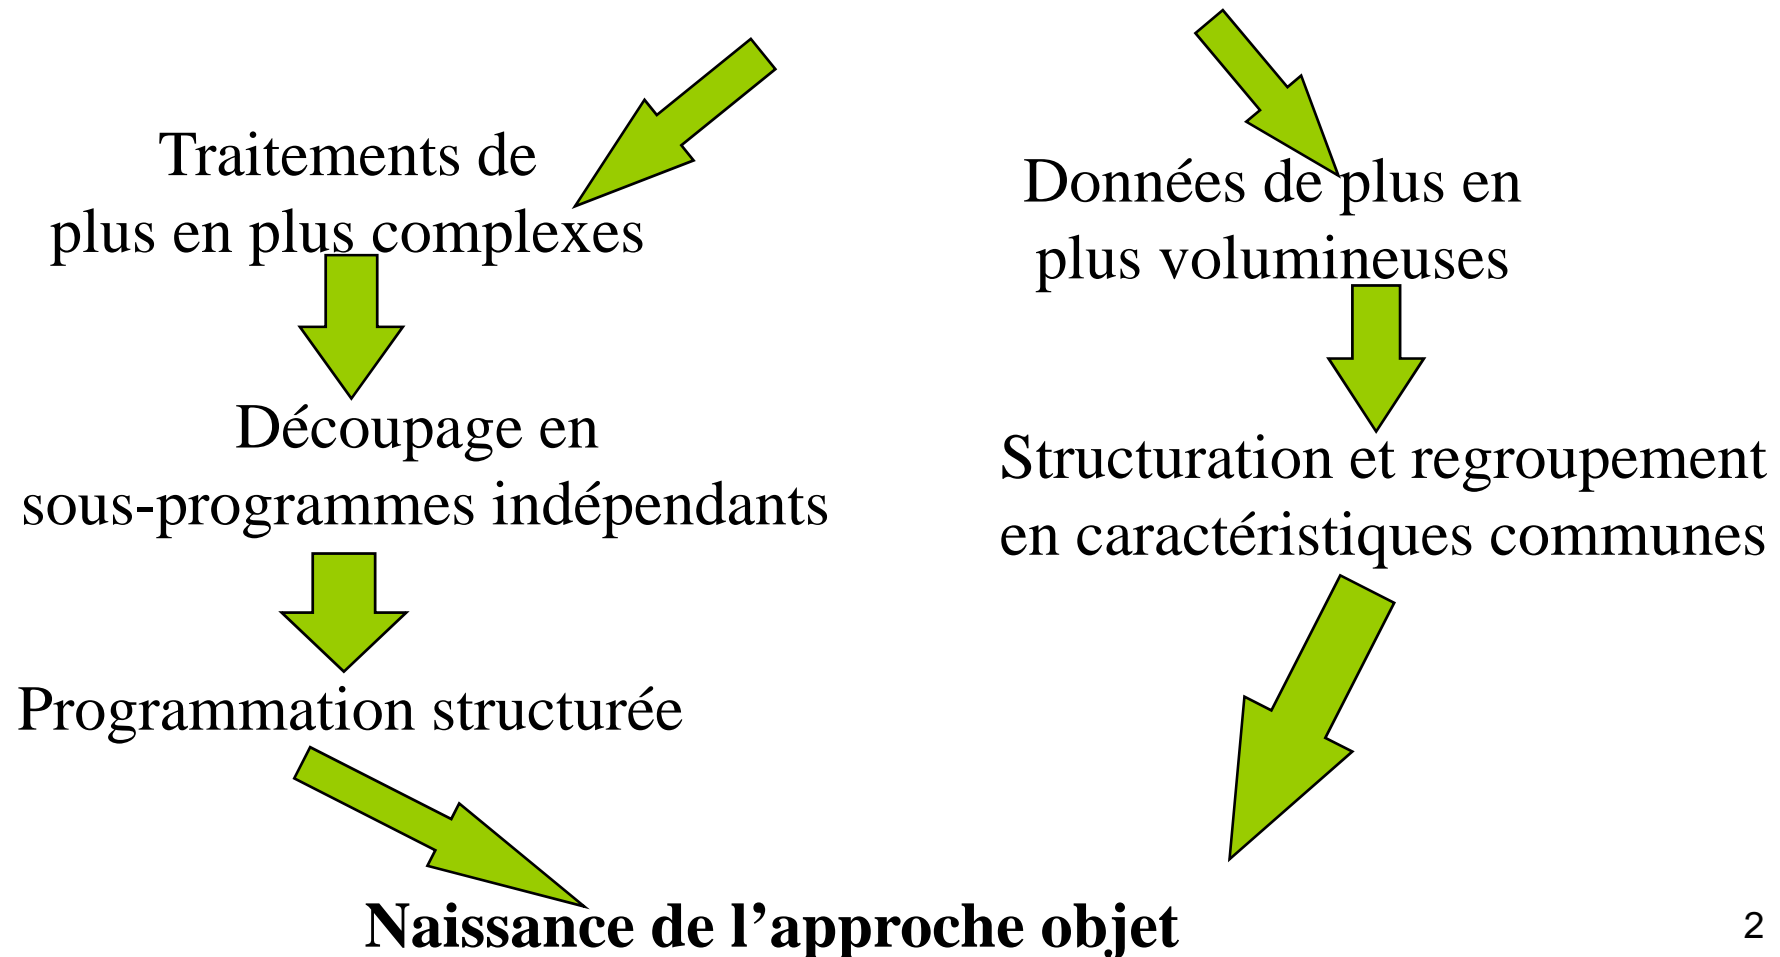 Traitements de
plus en plus complexes
Données de plus en
plus volumineuses
Découpage en
sous-programmes indépendants
Structuration et regroupement
en caractéristiques communes
Programmation structurée
Naissance de l’approche objet
2